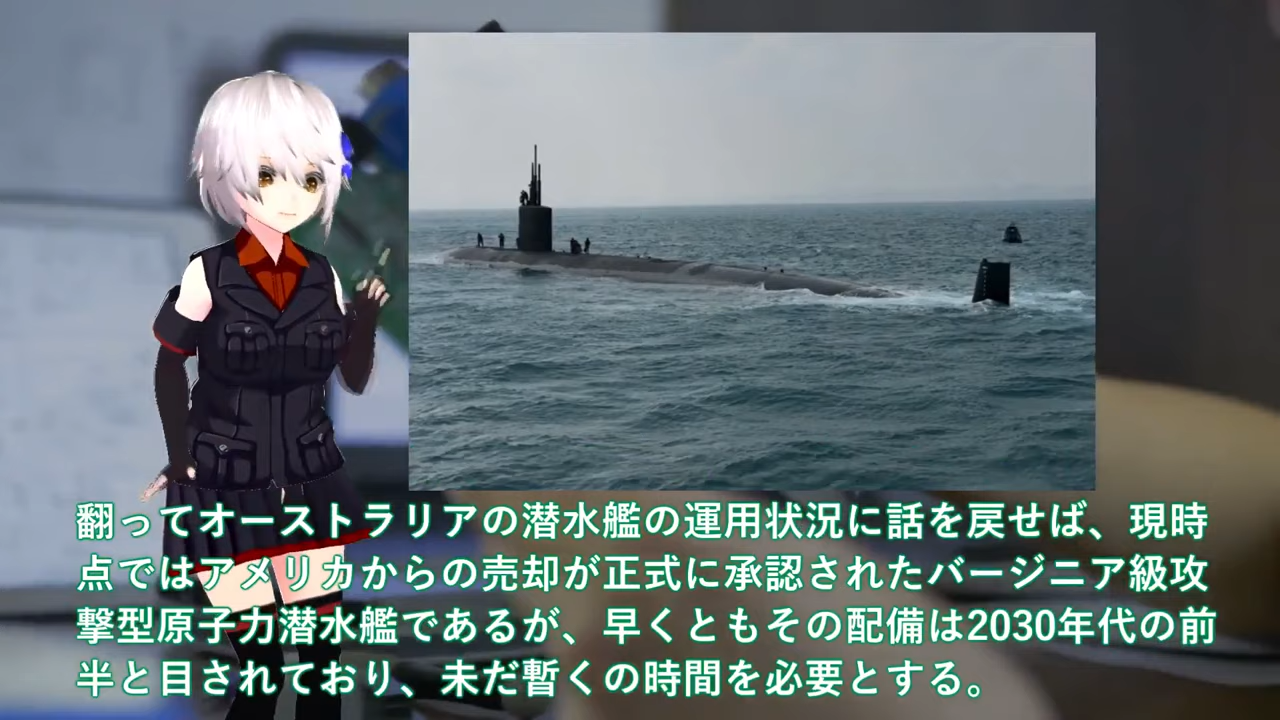 翻ってオーストラリアの潜水艦の運用状況に話を戻せば、現時
点ではアメリカからの売却が正式に承認されたバージニア級攻
撃型原子力潜水艦であるが、早くともその配備は2030年代の前
半と目されており、未だ暫くの時間を必要とする。